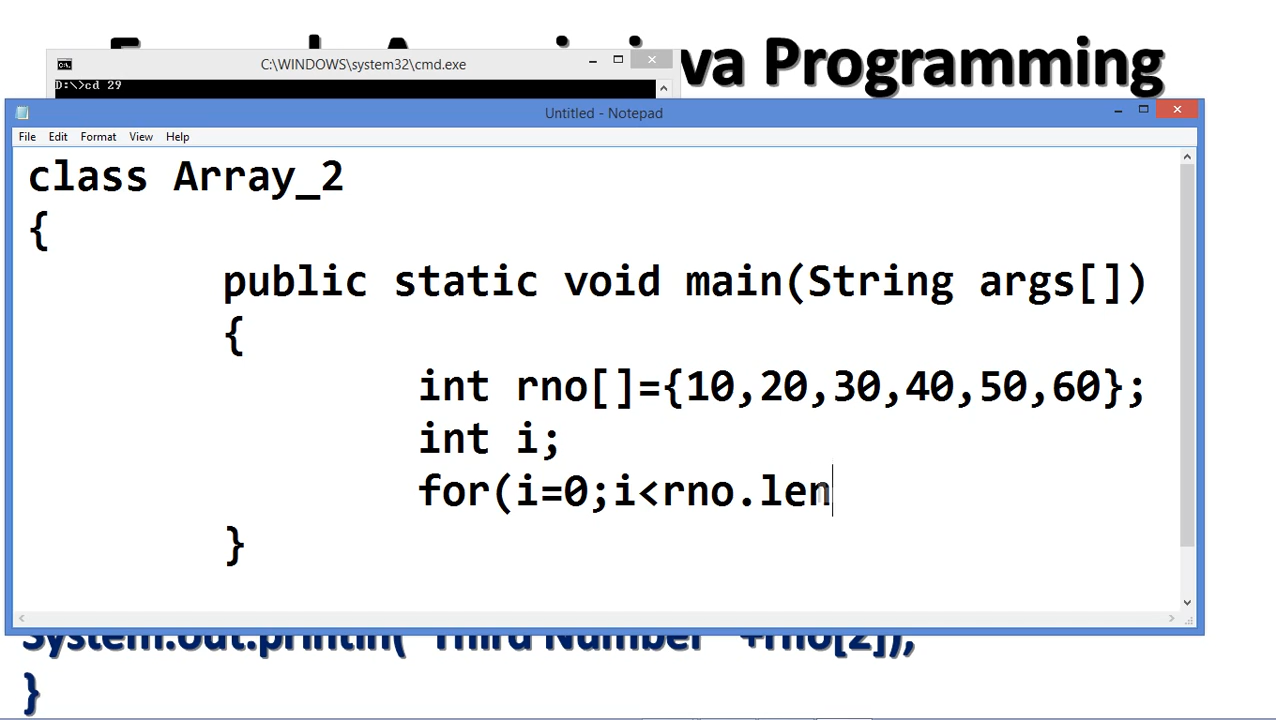 va Programming
C:\WINDOWS\system32\cmd.exe
D:\>cd 29
Untitled - Notepad
File Edit Format View Help
class Array_2
{
public static void main(String args[])
{
int rno[]={10,20,30,40,50,60};
int i;
for(i=0;i<rno.len
}
System.out.println(" Third Number " +rno[2]);
}